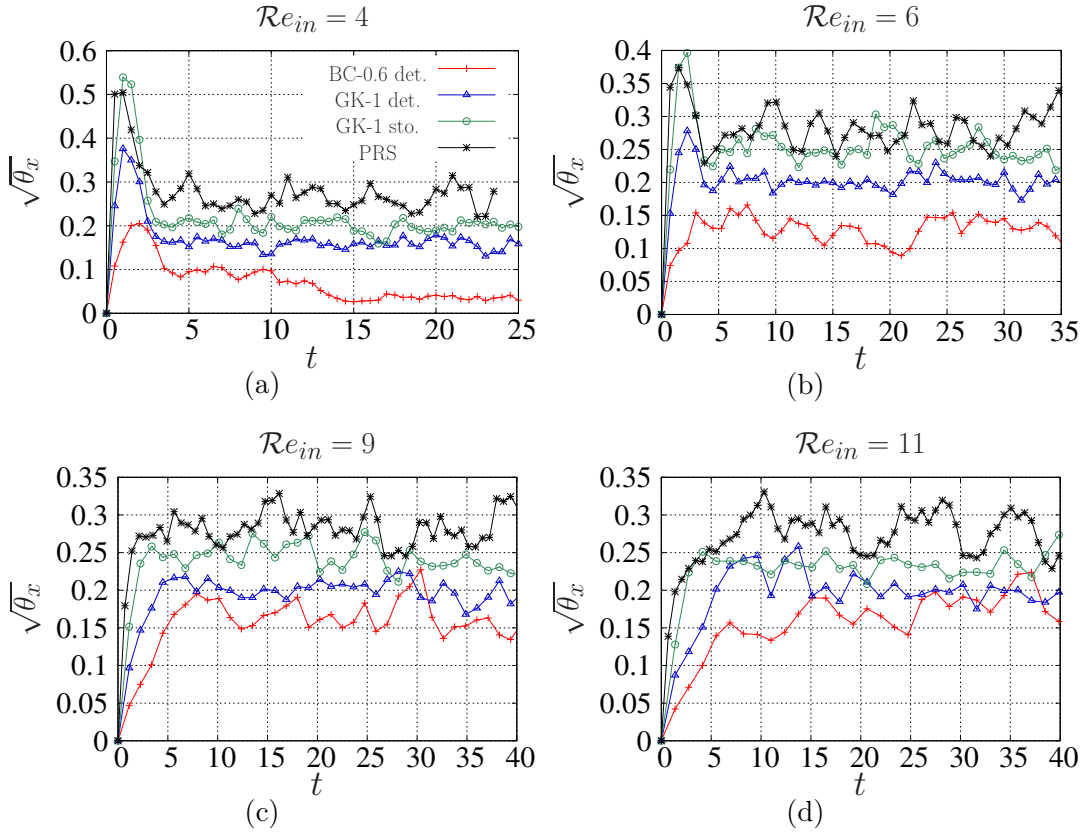 Re_in = 4
√θ_x
0.6
0.5
0.4
0.3
0.2
0.1
0
BC-0.6 det.
GK-1 det.
GK-1 sto.
PRS
0 5 10 15 20 25
t
(a)
Re_in = 6
√θ_x
0.4
0.35
0.3
0.25
0.2
0.15
0.1
0.05
0
0 5 10 15 20 25 30 35
t
(b)
Re_in = 9
√θ_x
0.35
0.3
0.25
0.2
0.15
0.1
0.05
0
0 5 10 15 20 25 30 35 40
t
(c)
Re_in = 11
√θ_x
0.35
0.3
0.25
0.2
0.15
0.1
0.05
0
0 5 10 15 20 25 30 35 40
t
(d)